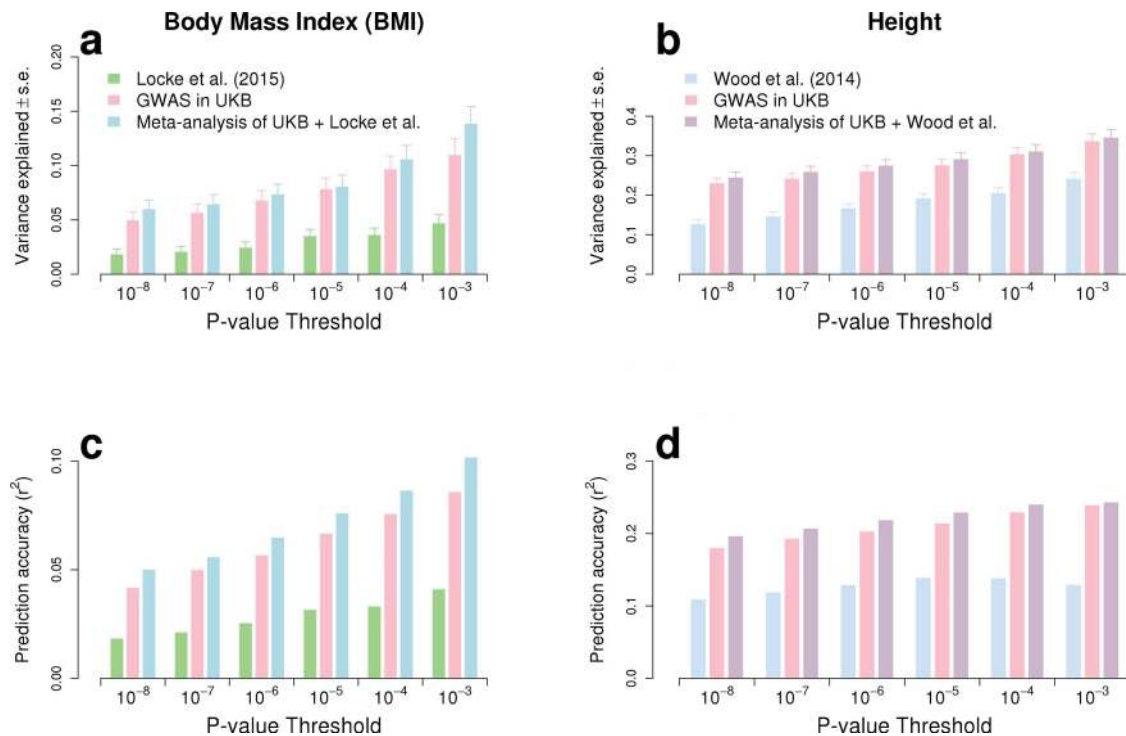 Body Mass Index (BMI)
a
Variance explained ± s.e.
0.20
0.15
0.10
0.05
0.00
Locke et al. (2015)
GWAS in UKB
Meta-analysis of UKB + Locke et al.
10⁻⁸ 10⁻⁷ 10⁻⁶ 10⁻⁵ 10⁻⁴ 10⁻³
P-value Threshold
Height
b
Variance explained ± s.e.
0.4
0.3
0.2
0.1
0.0
Wood et al. (2014)
GWAS in UKB
Meta-analysis of UKB + Wood et al.
10⁻⁸ 10⁻⁷ 10⁻⁶ 10⁻⁵ 10⁻⁴ 10⁻³
P-value Threshold
c
Prediction accuracy (r²)
0.10
0.05
0.00
10⁻⁸ 10⁻⁷ 10⁻⁶ 10⁻⁵ 10⁻⁴ 10⁻³
P-value Threshold
d
Prediction accuracy (r²)
0.3
0.2
0.1
0.0
10⁻⁸ 10⁻⁷ 10⁻⁶ 10⁻⁵ 10⁻⁴ 10⁻³
P-value Threshold